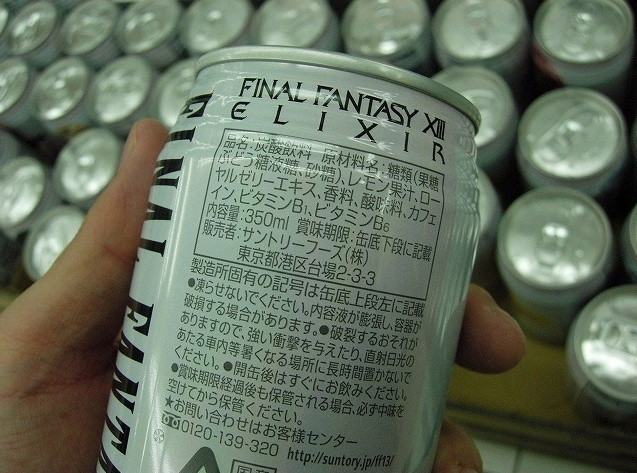 FINAL FANTASY XIII
ELIXIR
品名:炭酸飲料 原材料名:糖類(果糖
ぶどう糖液糖、砂糖)、レモン果汁、ロー
ヤルゼリーエキス、香料、酸味料、カフェ
イン、ビタミンB1、ビタミンB6
内容量:350ml 賞味期限:缶底下段に記載
販売者:サントリーフーズ(株)
東京都港区台場2-3-3
製造所固有の記号は缶底上段左に記載
●凍らせないでください。内容液が膨張し、容器が
破損する場合があります。●破裂するおそれが
ありますので、強い衝撃を与えたり、直射日光の
あたる車内等暑くなる場所に長時間置かないで
ください。●開缶後はすぐにお飲みください。
●賞味期限経過後も保管される場合、必ず中味を
空けてから保管ください。
★お問い合わせはお客様センター
0120-139-320 http://suntory.jp/ff13/
FINAL FANTA